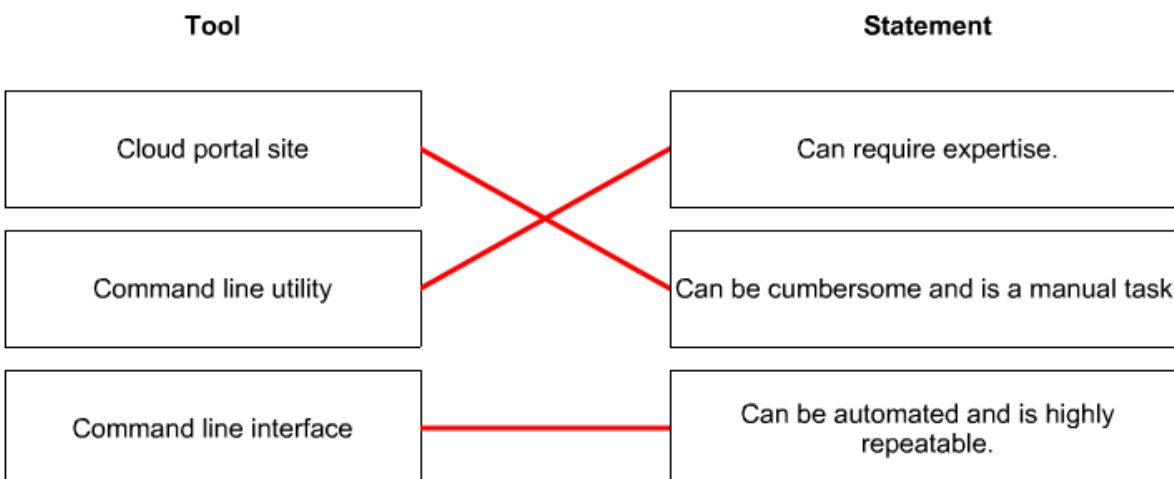 Tool
Statement
Cloud portal site
Can require expertise.
Command line utility
Can be cumbersome and is a manual task
Command line interface
Can be automated and is highly
repeatable.